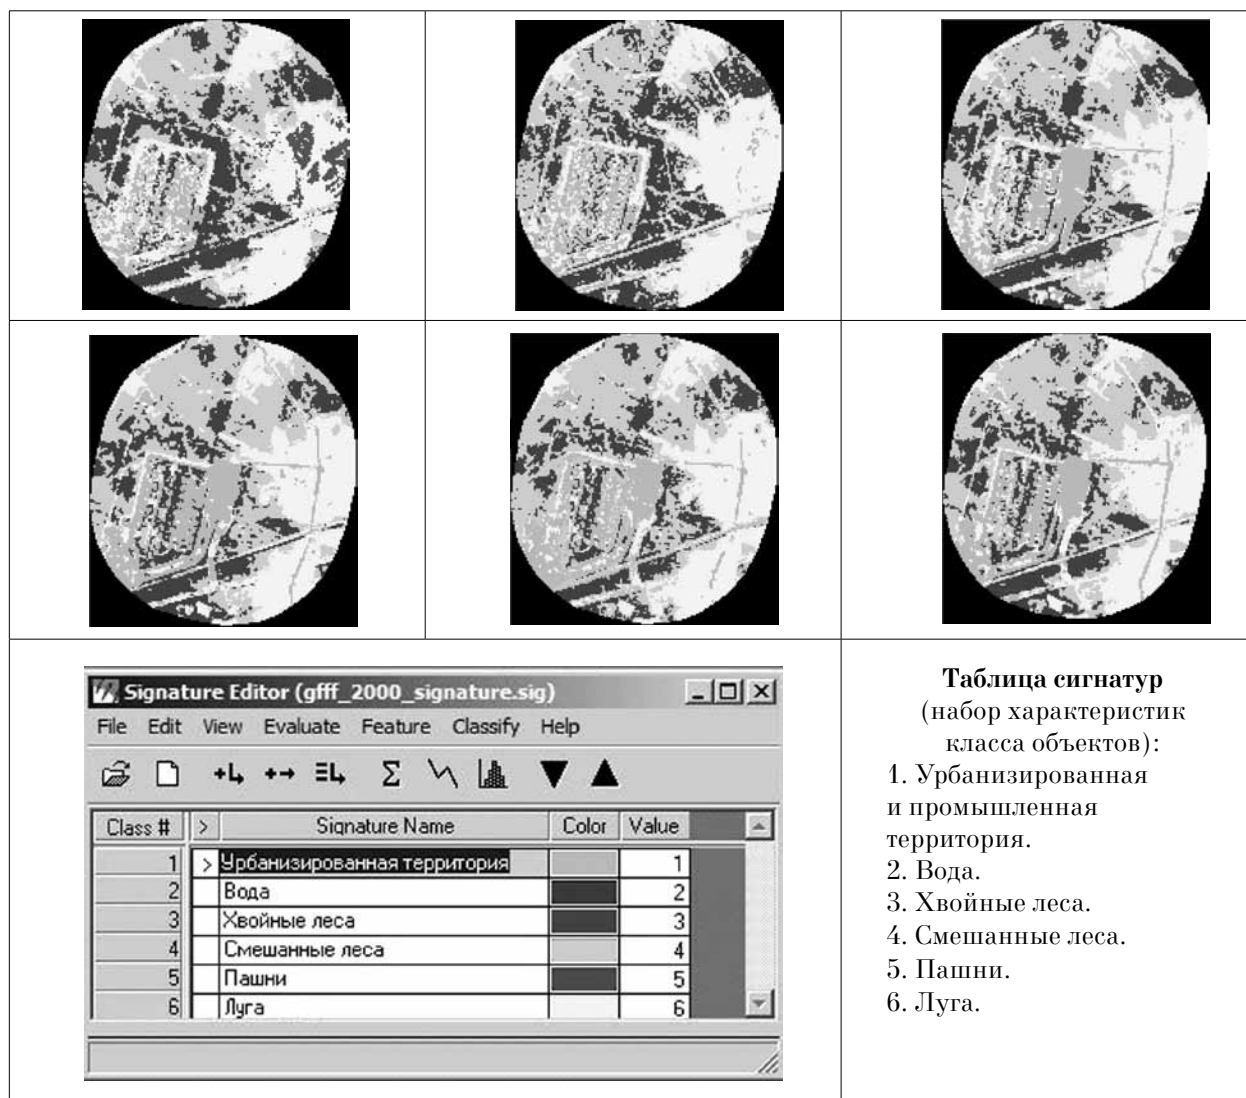 Signature Editor (gfff_2000_signature.sig)
File Edit View Evaluate Feature Classify Help
Class # > Signature Name Color Value
1 > Урбанизированная территория 1
2 Вода 2
3 Хвойные леса 3
4 Смешанные леса 4
5 Пашни 5
6 Луга 6
Таблица сигнатур
(набор характеристик
класса объектов):
1. Урбанизированная
и промышленная
территория.
2. Вода.
3. Хвойные леса.
4. Смешанные леса.
5. Пашни.
6. Луга.